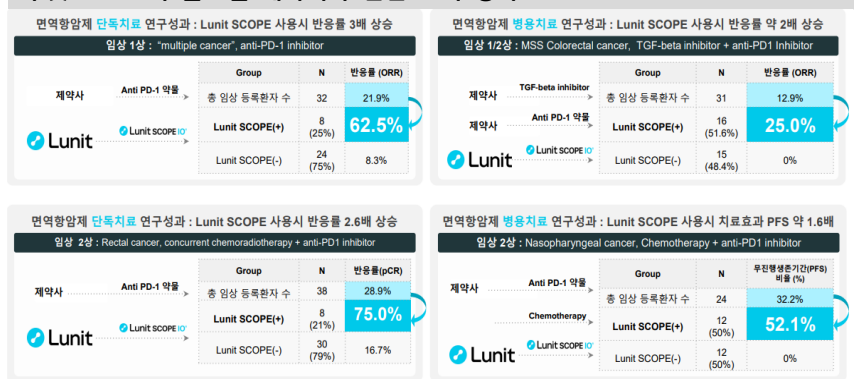 면역항암제 단독치료 연구성과 : Lunit SCOPE 사용시 반응률 3배 상승
임상 1상 : “multiple cancer”, anti-PD-1 inhibitor
Group N 반응률 (ORR)
제약사 Anti PD-1 약물 총 임상 등록환자 수 32 21.9%
Lunit Lunit SCOPE IO Lunit SCOPE(+) 8 (25%) 62.5%
Lunit SCOPE(-) 24 (75%) 8.3%
면역항암제 병용치료 연구성과 : Lunit SCOPE 사용시 반응률 약 2배 상승
임상 1/2상 : MSS Colorectal cancer, TGF-beta inhibitor + anti-PD1 Inhibitor
Group N 반응률 (ORR)
제약사 TGF-beta inhibitor 총 임상 등록환자 수 31 12.9%
제약사 Anti PD-1 약물 Lunit SCOPE(+) 16 (51.6%) 25.0%
Lunit Lunit SCOPE IO Lunit SCOPE(-) 15 (48.4%) 0%
면역항암제 단독치료 연구성과 : Lunit SCOPE 사용시 반응률 2.6배 상승
임상 2상 : Rectal cancer, concurrent chemoradiotherapy + anti-PD1 inhibitor
Group N 반응률(pCR)
제약사 Anti PD-1 약물 총 임상 등록환자 수 38 28.9%
Lunit Lunit SCOPE IO Lunit SCOPE(+) 8 (21%) 75.0%
Lunit SCOPE(-) 30 (79%) 16.7%
면역항암제 병용치료 연구성과 : Lunit SCOPE 사용시 치료효과 PFS 약 1.6배
임상 2상 : Nasopharyngeal cancer, Chemotherapy + anti-PD1 inhibitor
Group N 무진행생존기간(PFS) 비율 (%)
제약사 Anti PD-1 약물 총 임상 등록환자 수 24 32.2%
Chemotherapy Lunit SCOPE(+) 12 (50%) 52.1%
Lunit Lunit SCOPE IO Lunit SCOPE(-) 12 (50%) 0%